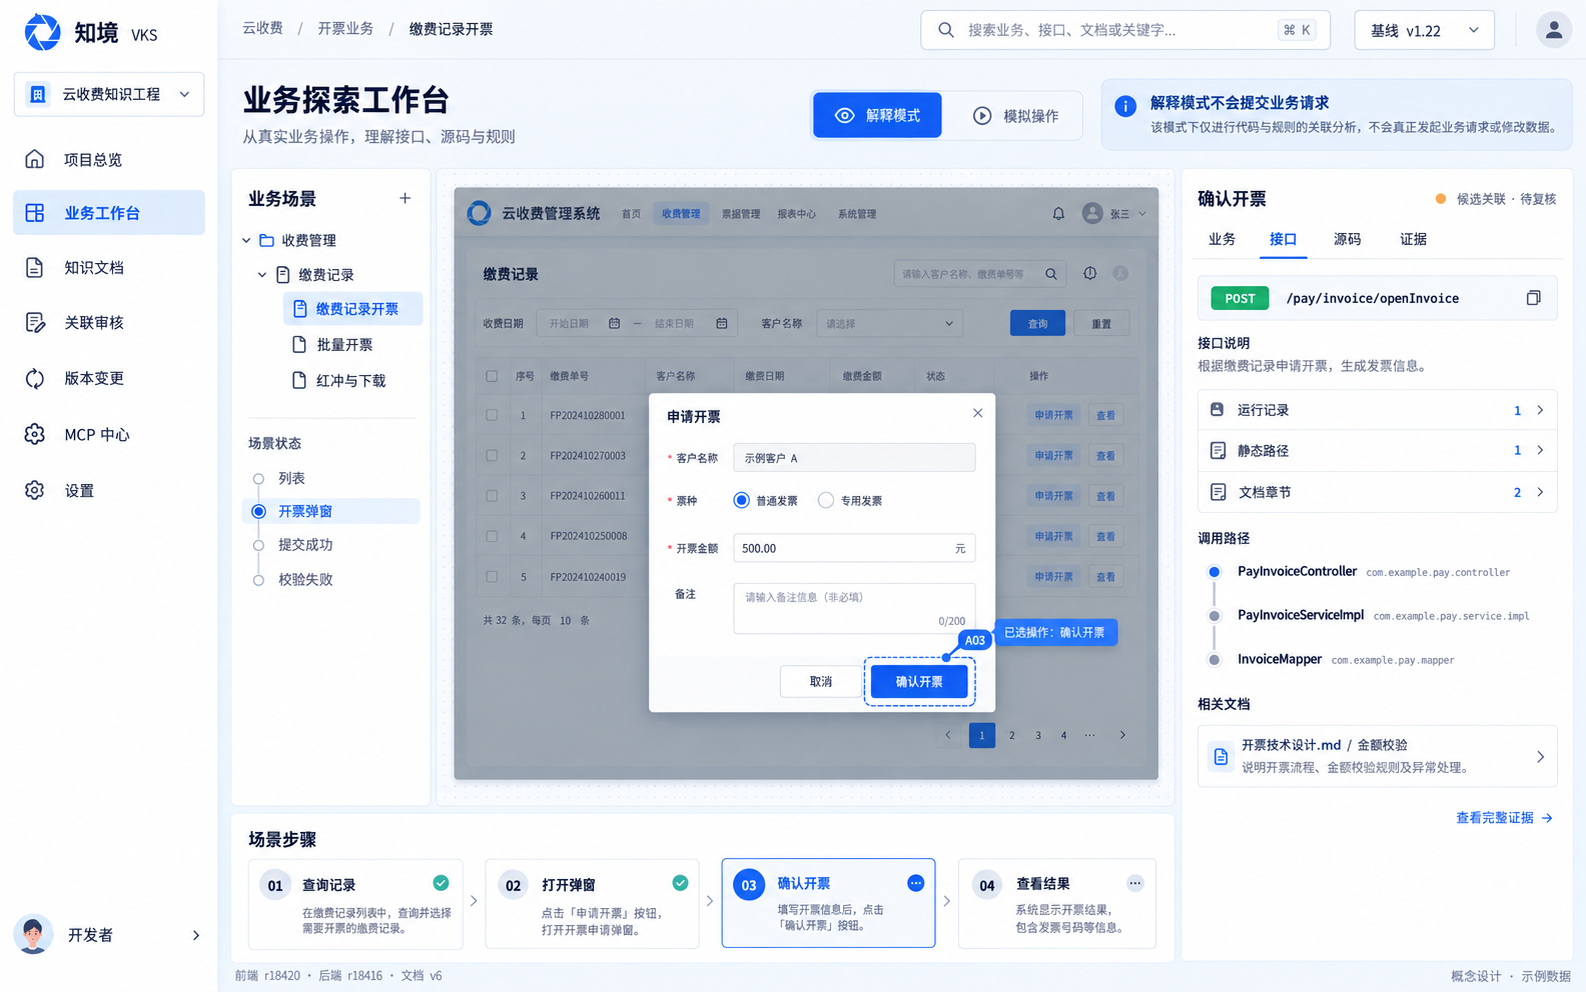 知境 VKS
云收费知识工程
项目总览
业务工作台
知识文档
关联审核
版本变更
MCP 中心
设置
开发者
云收费 / 开票业务 / 缴费记录开票
搜索业务、接口、文档或关键字...
⌘ K
基线 v1.22
业务探索工作台
从真实业务操作，理解接口、源码与规则
解释模式
模拟操作
解释模式不会提交业务请求
该模式下仅进行代码与规则的关联分析，不会真正发起业务请求或修改数据。
业务场景
收费管理
缴费记录
缴费记录开票
批量开票
红冲与下载
场景状态
列表
开票弹窗
提交成功
校验失败
云收费管理系统 首页 收费管理 票据管理 报表中心 系统管理 张三
缴费记录
请输入客户名称、缴费单号等
收费日期 开始日期 — 结束日期 客户名称 请选择 查询 重置
序号 缴费单号 客户名称 缴费日期 缴费金额 状态 操作
1 FP202410280001 申请开票 查看
2 FP202410270003 申请开票 查看
3 FP202410260011 申请开票 查看
4 FP202410250008 申请开票 查看
5 FP202410240019 申请开票 查看
共 32 条，每页 10 条
1 2 3 4 ···
申请开票
* 客户名称 示例客户 A
* 票种 普通发票 专用发票
* 开票金额 500.00 元
备注 请输入备注信息（非必填）
0/200
A03
已选操作：确认开票
取消 确认开票
确认开票
候选关联 · 待复核
业务 接口 源码 证据
POST /pay/invoice/openInvoice
接口说明
根据缴费记录申请开票，生成发票信息。
运行记录 1
静态路径 1
文档章节 2
调用路径
PayInvoiceController com.example.pay.controller
PayInvoiceServiceImpl com.example.pay.service.impl
InvoiceMapper com.example.pay.mapper
相关文档
开票技术设计.md / 金额校验
说明开票流程、金额校验规则及异常处理。
查看完整证据 →
场景步骤
01 查询记录
在缴费记录列表中，查询并选择
需要开票的缴费记录。
02 打开弹窗
点击「申请开票」按钮，
打开开票申请弹窗。
03 确认开票
填写开票信息后，点击
「确认开票」按钮。
04 查看结果
系统显示开票结果，
包含发票号码等信息。
前端 r18420 · 后端 r18416 · 文档 v6
概念设计 · 示例数据